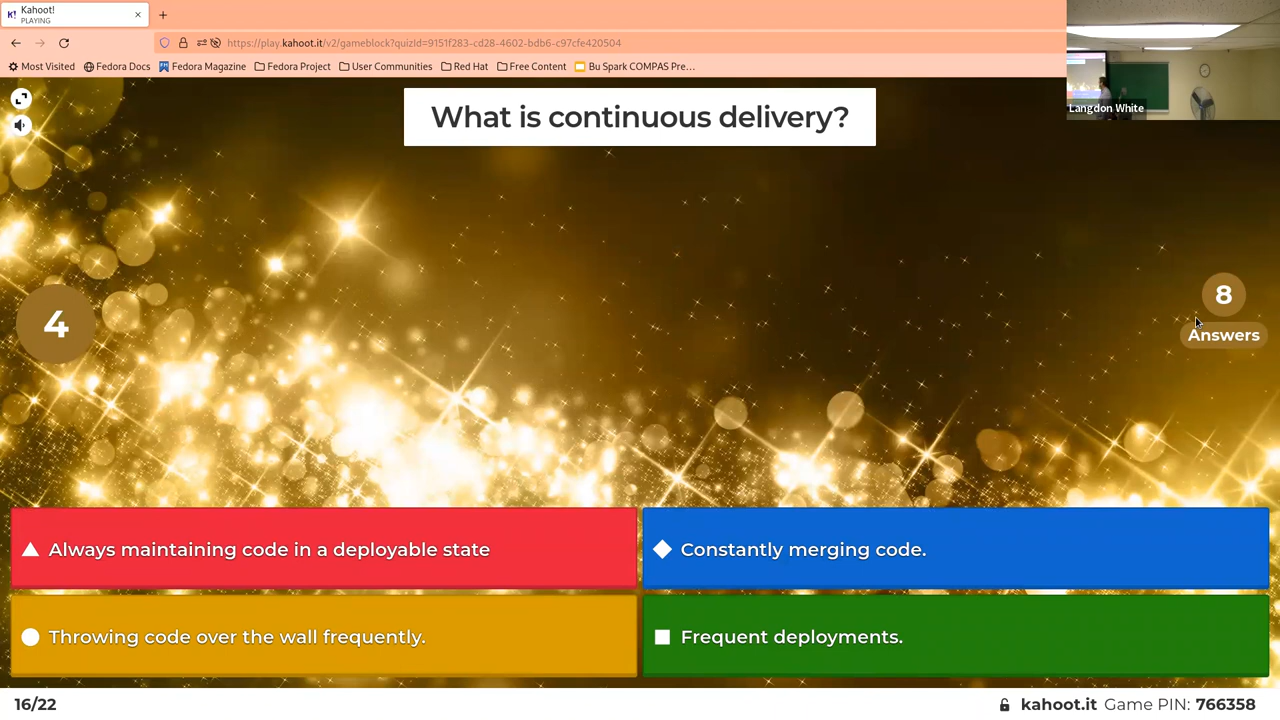 Kahoot!
PLAYING
https://play.kahoot.it/v2/gameblock?quizId=9151f283-cd28-4602-bdb6-c97cfe420504
Most Visited
Fedora Docs
Fedora Magazine
Fedora Project
User Communities
Red Hat
Free Content
Bu Spark COMPAS Pre…
Langdon White
What is continuous delivery?
4
8
Answers
Always maintaining code in a deployable state
Constantly merging code.
Throwing code over the wall frequently.
Frequent deployments.
16/22
kahoot.it Game PIN: 766358